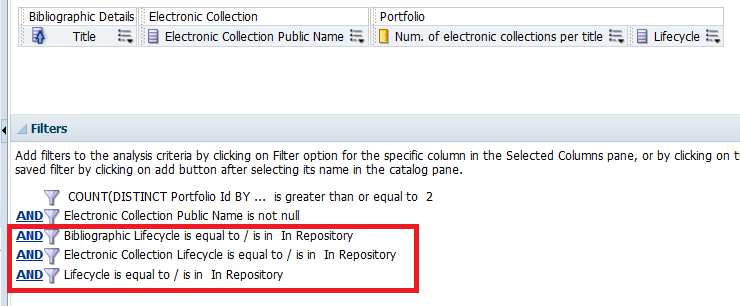 Bibliographic Details Electronic Collection Portfolio
Title Electronic Collection Public Name Num. of electronic collections per title Lifecycle
Filters
Add filters to the analysis criteria by clicking on Filter option for the specific column in the Selected Columns pane, or by clicking on
saved filter by clicking on add button after selecting its name in the catalog pane.
COUNT(DISTINCT Portfolio Id BY ... is greater than or equal to 2
AND Electronic Collection Public Name is not null
AND Bibliographic Lifecycle is equal to / is in In Repository
AND Electronic Collection Lifecycle is equal to / is in In Repository
AND Lifecycle is equal to / is in In Repository